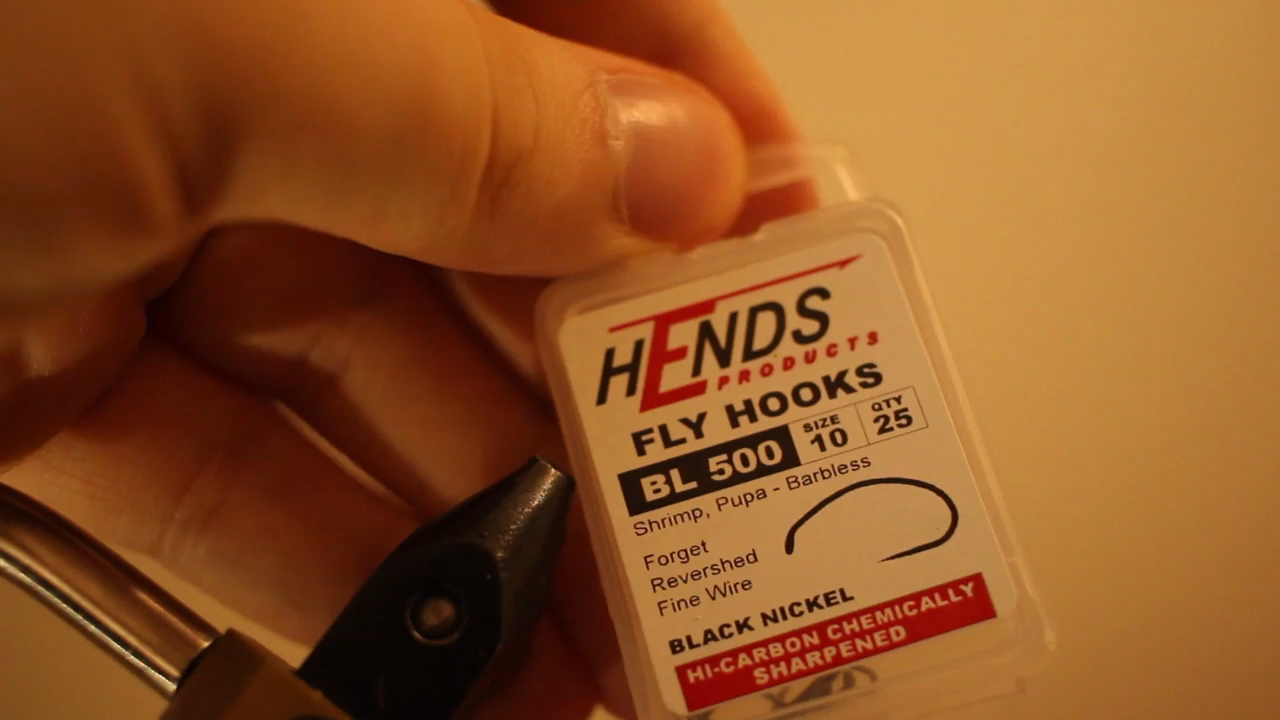 HENDS
PRODUCTS
FLY HOOKS
BL 500 SIZE 10 QTY 25
Shrimp, Pupa - Barbless
Forget
Revershed
Fine Wire
BLACK NICKEL
HI-CARBON CHEMICALLY
SHARPENED